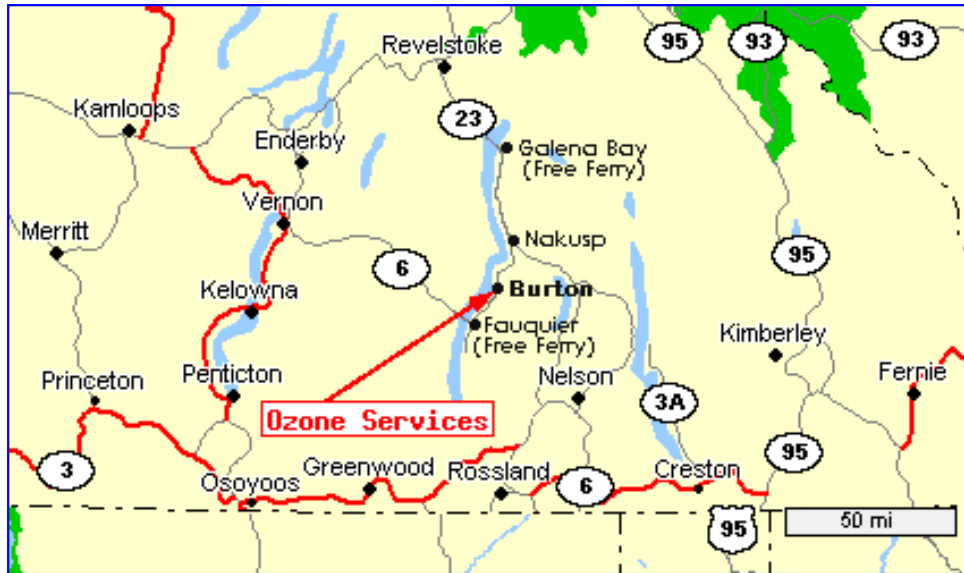 Revelstoke
95
93
93
Kamloops
23
Enderby
Galena Bay
(Free Ferry)
Vernon
Merritt
Nakusp
95
6
Burton
Kelowna
Fauquier
(Free Ferry)
Kimberley
Princeton
Penticton
Nelson
Fernie
3A
Ozone Services
95
3
Greenwood
Rossland
Creston
Osoyoos
6
95
50 mi